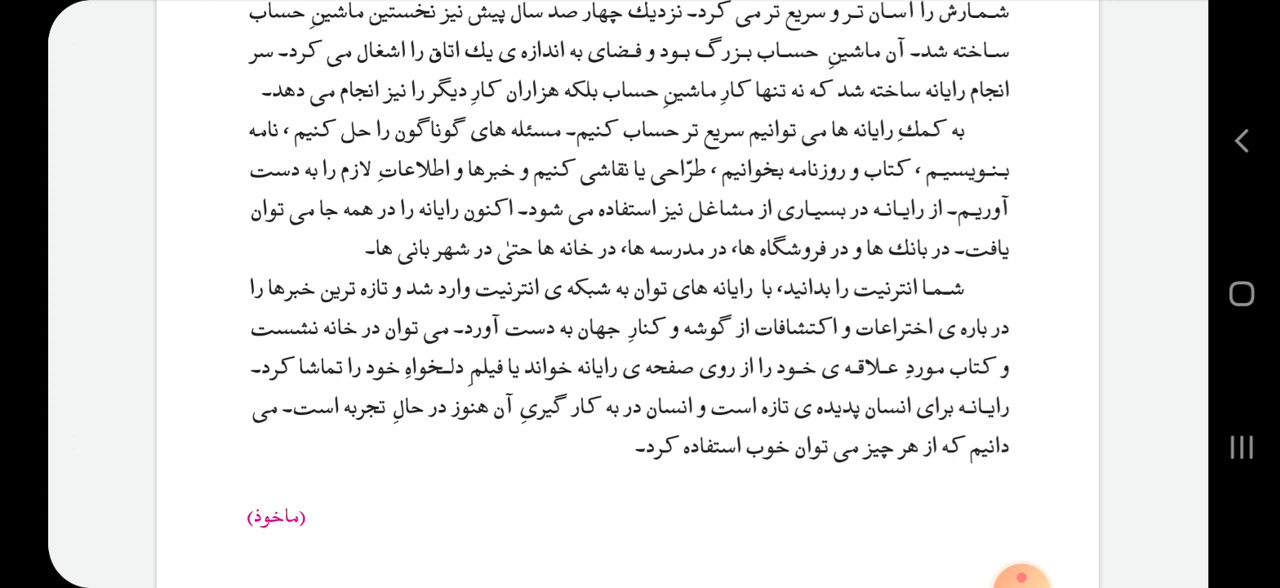 شمارش را آسان تر و سریع تر می کرد۔ نزدیك چهار صد سال پیش نیز نخستین ماشینِ حساب
ساخته شد۔ آن ماشینِ حساب بزرگ بود و فضای به اندازه ی یك اتاق را اشغال می کرد۔ سر
انجام رایانه ساخته شد که نه تنها کارِ ماشینِ حساب بلکه هزاران کارِ دیگر را نیز انجام می دهد۔
به کمكِ رایانه ها می توانیم سریع تر حساب کنیم۔ مسئله های گوناگون را حل کنیم ، نامه
بنویسیم ، کتاب و روزنامه بخوانیم ، طرّاحی یا نقاشی کنیم و خبرها و اطلاعاتِ لازم را به دست
آوریم۔ از رایانه در بسیاری از مشاغل نیز استفاده می شود۔ اکنون رایانه را در همه جا می توان
یافت۔ در بانك ها و در فروشگاه ها، در مدرسه ها، در خانه ها حتیٰ در شهر بانی ها۔
شما انترنیت را بدانید، با رایانه های توان به شبکه ی انترنیت وارد شد و تازه ترین خبرها را
در باره ی اختراعات و اکتشافات از گوشه و کنارِ جهان به دست آورد۔ می توان در خانه نشست
و کتاب موردِ علاقه ی خود را از روی صفحه ی رایانه خواند یا فیلمِ دلخواهِ خود را تماشا کرد۔
رایانه برای انسان پدیده ی تازه است و انسان در به کار گیریِ آن هنوز در حالِ تجربه است۔ می
دانیم که از هر چیز می توان خوب استفاده کرد۔
(ماخوذ)